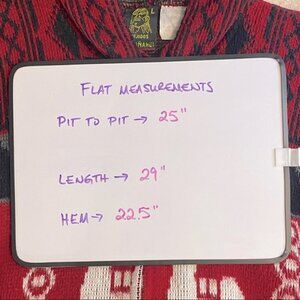 L
FLAT MEASUREMENTS
PIT TO PIT → 25"
LENGTH → 29"
HEM → 22.5"